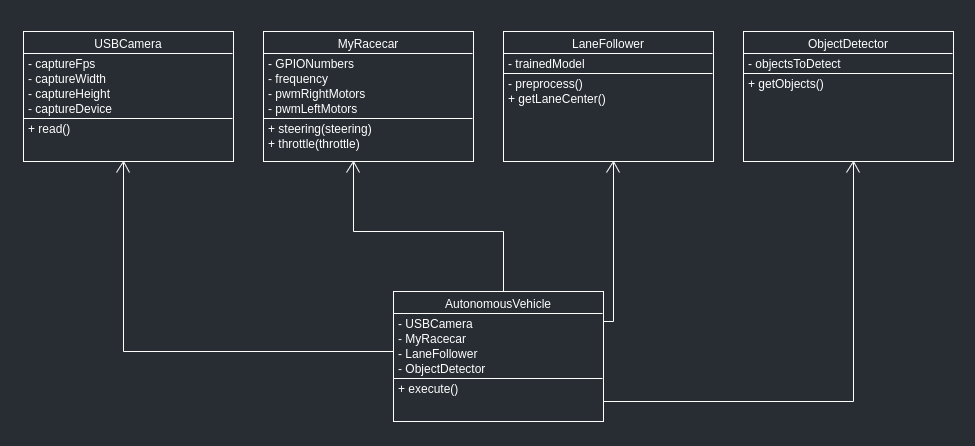 USBCamera
- captureFps
- captureWidth
- captureHeight
- captureDevice
+ read()
MyRacecar
- GPIONumbers
- frequency
- pwmRightMotors
- pwmLeftMotors
+ steering(steering)
+ throttle(throttle)
LaneFollower
- trainedModel
- preprocess()
+ getLaneCenter()
ObjectDetector
- objectsToDetect
+ getObjects()
AutonomousVehicle
- USBCamera
- MyRacecar
- LaneFollower
- ObjectDetector
+ execute()